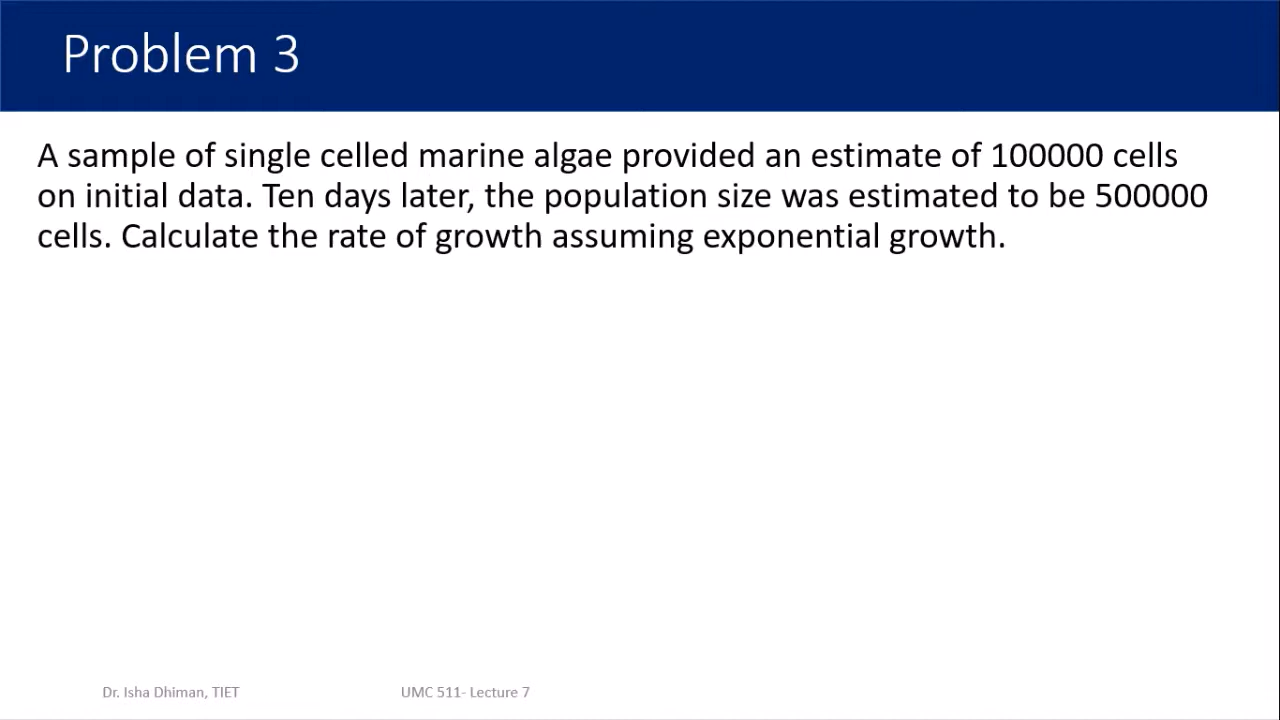 Problem 3
A sample of single celled marine algae provided an estimate of 100000 cells
on initial data. Ten days later, the population size was estimated to be 500000
cells. Calculate the rate of growth assuming exponential growth.
Dr. Isha Dhiman, TIET
UMC 511- Lecture 7